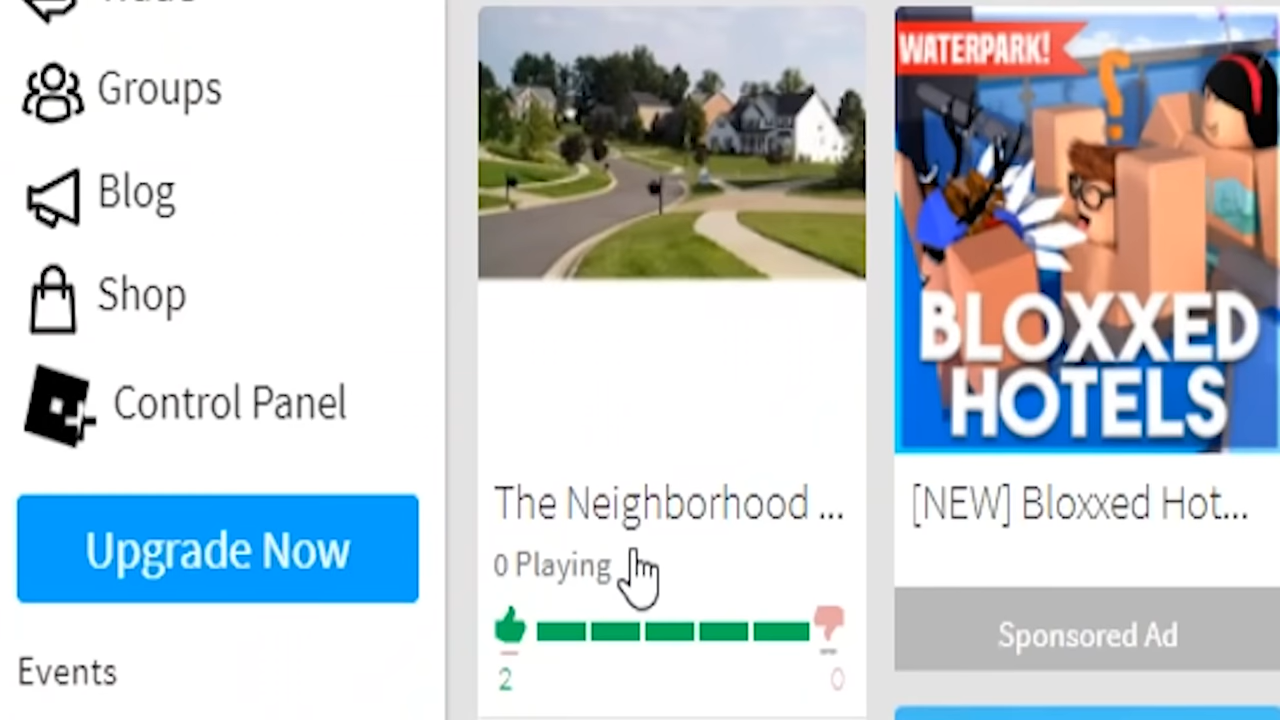 Groups
Blog
Shop
Control Panel
Upgrade Now
Events
The Neighborhood ...
0 Playing
2
0
WATERPARK!
BLOXXED
HOTELS
[NEW] Bloxxed Hot...
Sponsored Ad